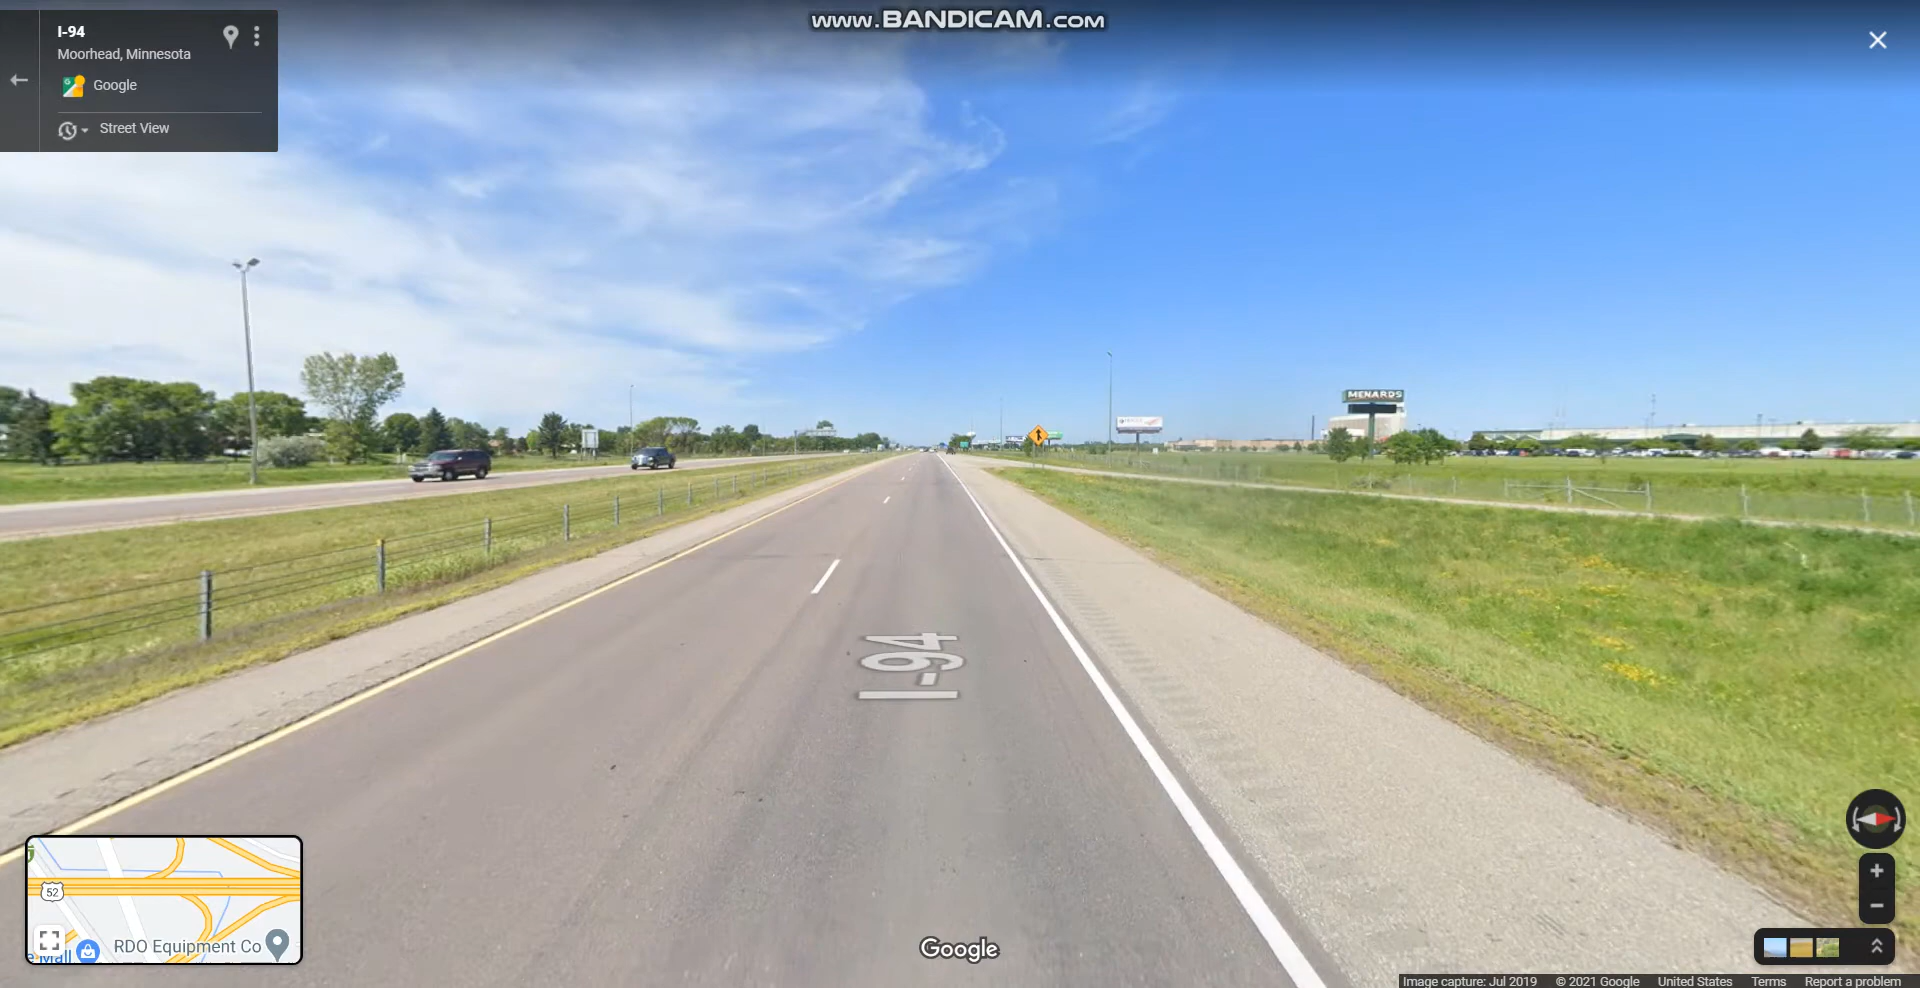 www.BANDICAM.com
I-94
Moorhead, Minnesota
Google
Street View
MENARDS
I-94
52
RDO Equipment Co
e Mall
Google
Image capture: Jul 2019 © 2021 Google United States Terms Report a problem